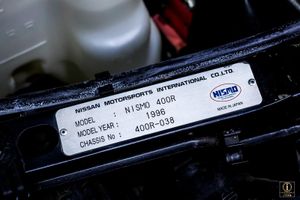 NISSAN MOTORSPORTS INTERNATIONAL CO.,LTD.
MODEL : NISMO 400R
MODEL YEAR : 1996
CHASSIS No : 400R-038
NISMO
MADE IN JAPAN